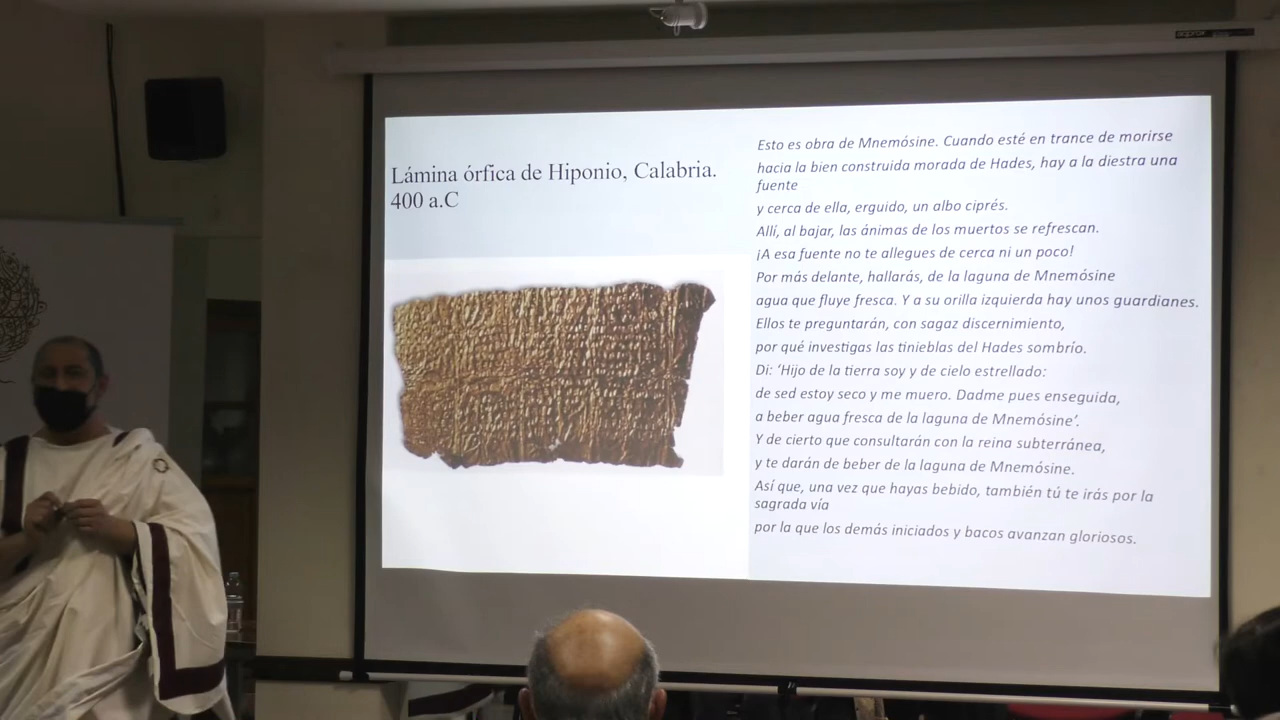 Lámina órfica de Hiponio, Calabria.
400 a.C
Esto es obra de Mnemósine. Cuando esté en trance de morirse
hacia la bien construida morada de Hades, hay a la diestra una
fuente
y cerca de ella, erguido, un albo ciprés.
Allí, al bajar, las ánimas de los muertos se refrescan.
¡A esa fuente no te allegues de cerca ni un poco!
Por más delante, hallarás, de la laguna de Mnemósine
agua que fluye fresca. Y a su orilla izquierda hay unos guardianes.
Ellos te preguntarán, con sagaz discernimiento,
por qué investigas las tinieblas del Hades sombrío.
Di: ‘Hijo de la tierra soy y de cielo estrellado:
de sed estoy seco y me muero. Dadme pues enseguida,
a beber agua fresca de la laguna de Mnemósine’.
Y de cierto que consultarán con la reina subterránea,
y te darán de beber de la laguna de Mnemósine.
Así que, una vez que hayas bebido, también tú te irás por la
sagrada vía
por la que los demás iniciados y bacos avanzan gloriosos.